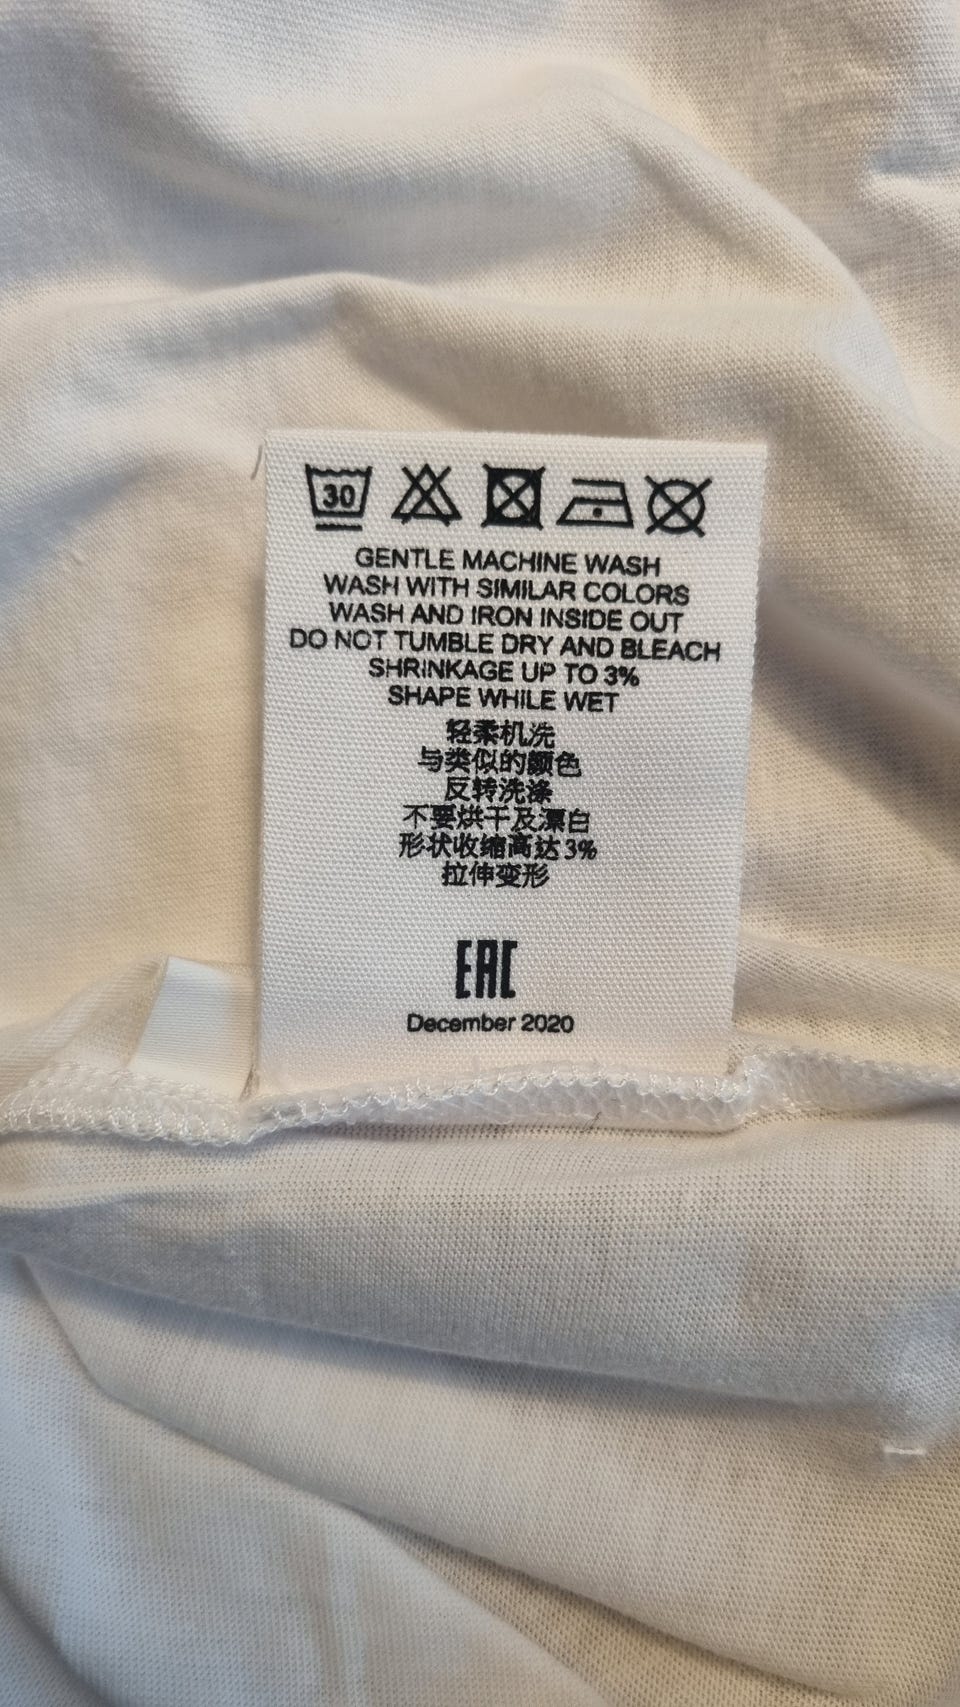 30
GENTLE MACHINE WASH
WASH WITH SIMILAR COLORS
WASH AND IRON INSIDE OUT
DO NOT TUMBLE DRY AND BLEACH
SHRINKAGE UP TO 3%
SHAPE WHILE WET
轻柔机洗
与类似的颜色
反转洗涤
不要烘干及漂白
形状收缩高达3%
拉伸变形
EAC
December 2020